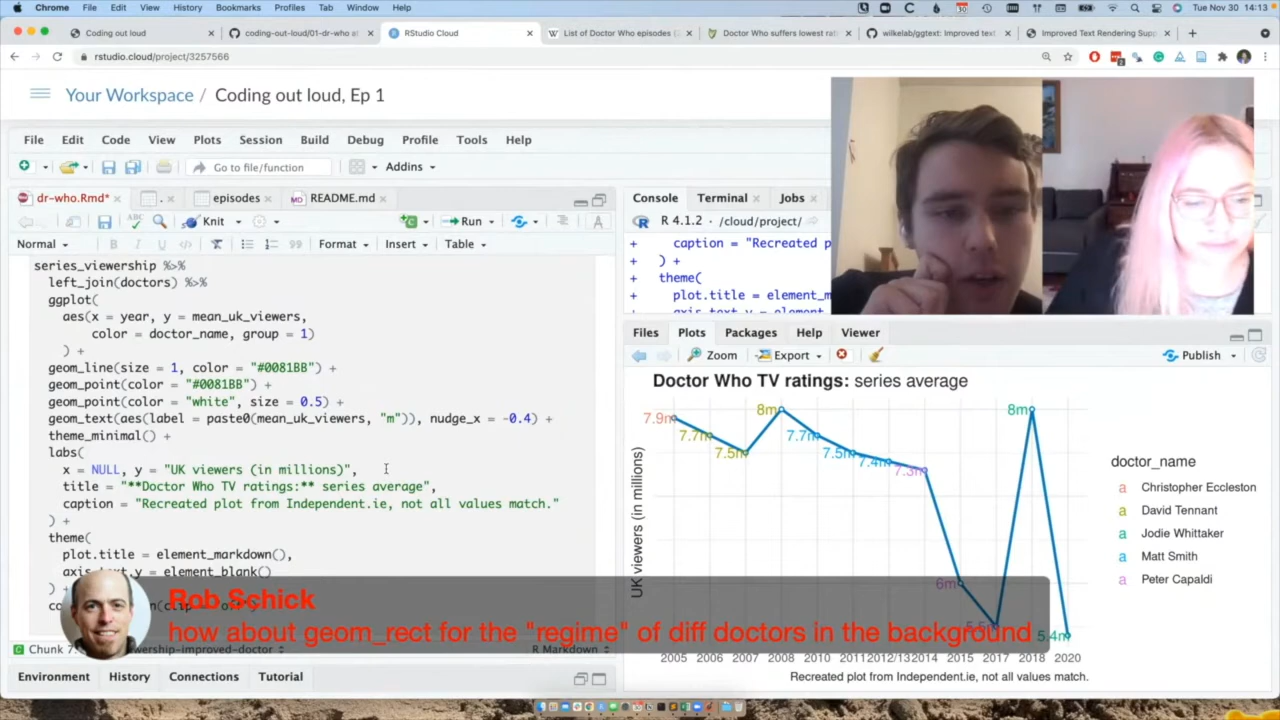 Chrome File Edit View History Bookmarks Profiles Tab Window Help
30 Tue Nov 30 14:13
Coding out loud × coding-out-loud/01-dr-who at × RStudio Cloud × List of Doctor Who episodes ( × Doctor Who suffers lowest rat × wilkelab/ggtext: Improved text × Improved Text Rendering Supp × +
rstudio.cloud/project/3257566
Your Workspace / Coding out loud, Ep 1
File Edit Code View Plots Session Build Debug Profile Tools Help
Go to file/function Addins
dr-who.Rmd* × . × episodes × README.md ×
Knit Run
Normal B I U Format Insert Table
series_viewership %>%
left_join(doctors) %>%
ggplot(
aes(x = year, y = mean_uk_viewers,
color = doctor_name, group = 1)
) +
geom_line(size = 1, color = "#0081BB") +
geom_point(color = "#0081BB") +
geom_point(color = "white", size = 0.5) +
geom_text(aes(label = paste0(mean_uk_viewers, "m")), nudge_x = -0.4) +
theme_minimal() +
labs(
x = NULL, y = "UK viewers (in millions)",
title = "**Doctor Who TV ratings:** series average",
caption = "Recreated plot from Independent.ie, not all values match."
) +
theme(
plot.title = element_markdown(),
element_blank()
R Markdown
Environment History Connections Tutorial
Console Terminal × Jobs ×
R 4.1.2 · /cloud/project/
+ caption = "Recreated p
+ ) +
+ theme(
+ plot.title = element_m
Files Plots Packages Help Viewer
Zoom Export Publish
Doctor Who TV ratings: series average
UK viewers (in millions)
7.9m
7.7m
7.5m
8m
7.7m
7.5m
7.4m
7.3m
6m
8m
5.4m
2005 2006 2007 2008 2010 2011 2012/13 2014 2015 2017 2018 2020
Recreated plot from Independent.ie, not all values match.
doctor_name
a Christopher Eccleston
a David Tennant
a Jodie Whittaker
a Matt Smith
a Peter Capaldi
Rob Schick
how about geom_rect for the "regime" of diff doctors in the background